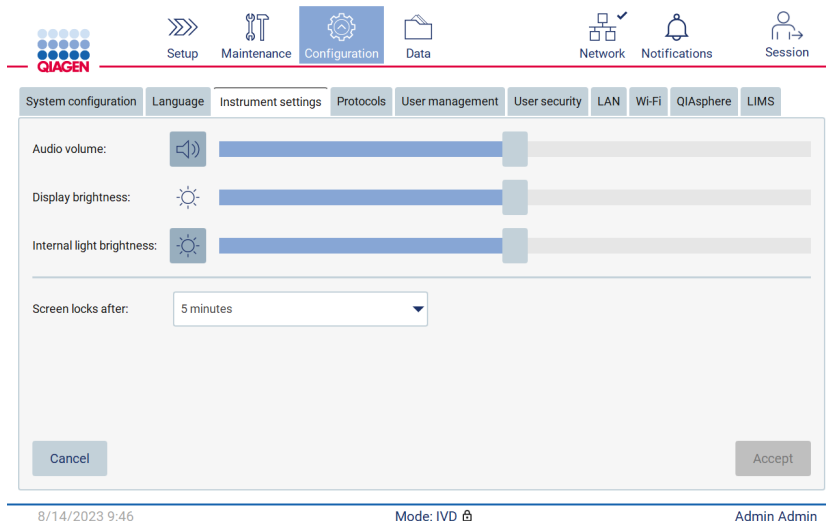 QIAGEN
Setup Maintenance Configuration Data Network Notifications Session
System configuration Language Instrument settings Protocols User management User security LAN Wi-Fi QIAsphere LIMS
Audio volume:
Display brightness:
Internal light brightness:
Screen locks after: 5 minutes
Cancel Accept
8/14/2023 9:46 Mode: IVD Admin Admin